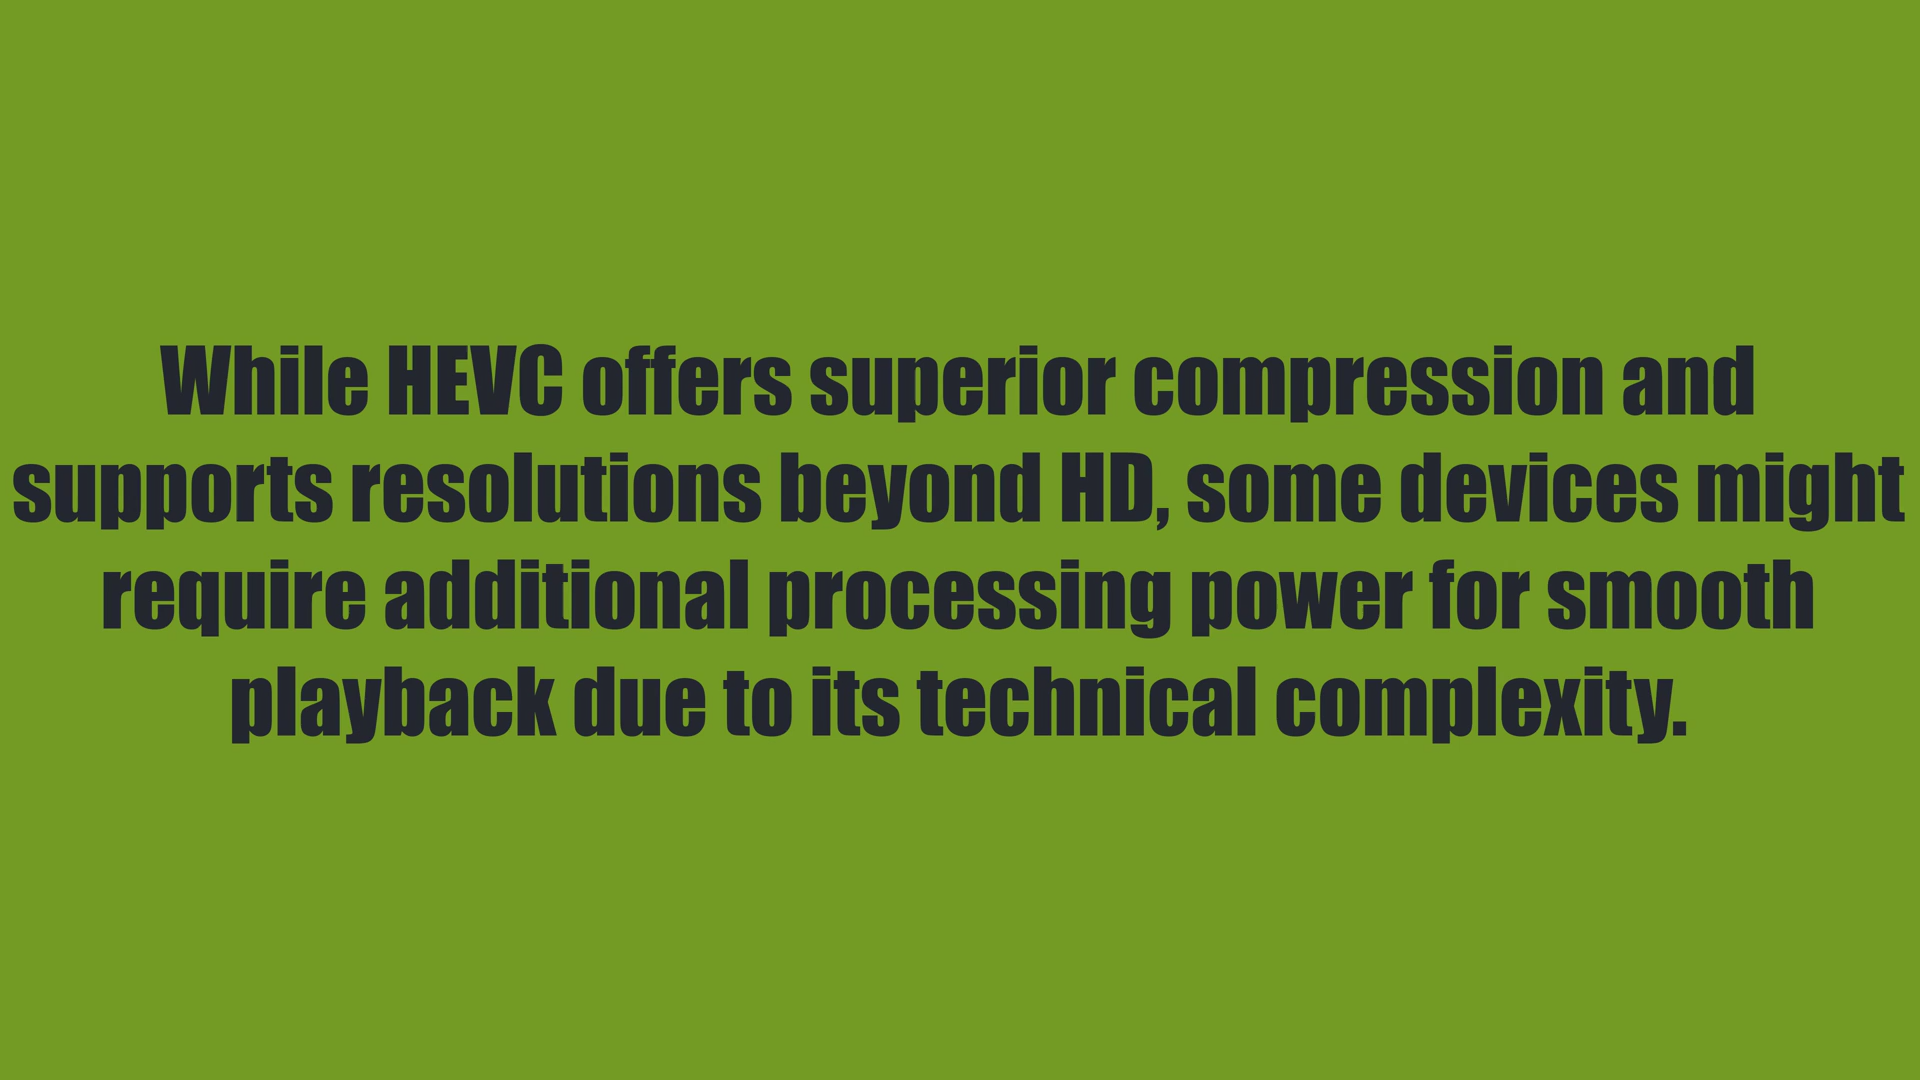 While HEVC offers superior compression and
supports resolutions beyond HD, some devices might
require additional processing power for smooth
playback due to its technical complexity.